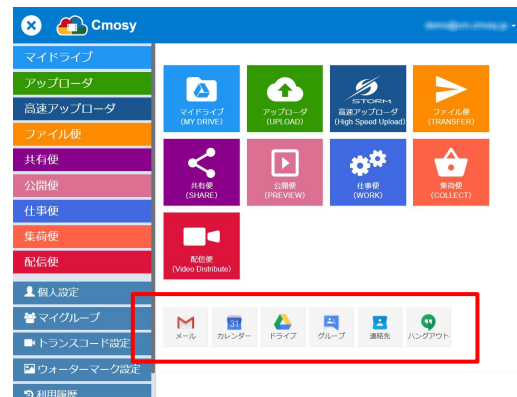 Cmosy
マイドライブ
アップローダ
高速アップローダ
ファイル便
共有便
公開便
仕事便
集荷便
配信便
個人設定
マイグループ
トランスコード設定
ウォーターマーク設定
利用履歴
マイドライブ
(MY DRIVE)
アップローダ
(UPLOAD)
STORM
高速アップローダ
(High Speed Upload)
ファイル便
(TRANSFER)
共有便
(SHARE)
公開便
(PREVIEW)
仕事便
(WORK)
集荷便
(COLLECT)
配信便
(Video Distribute)
メール
31
カレンダー
ドライブ
グループ
連絡先
ハングアウト